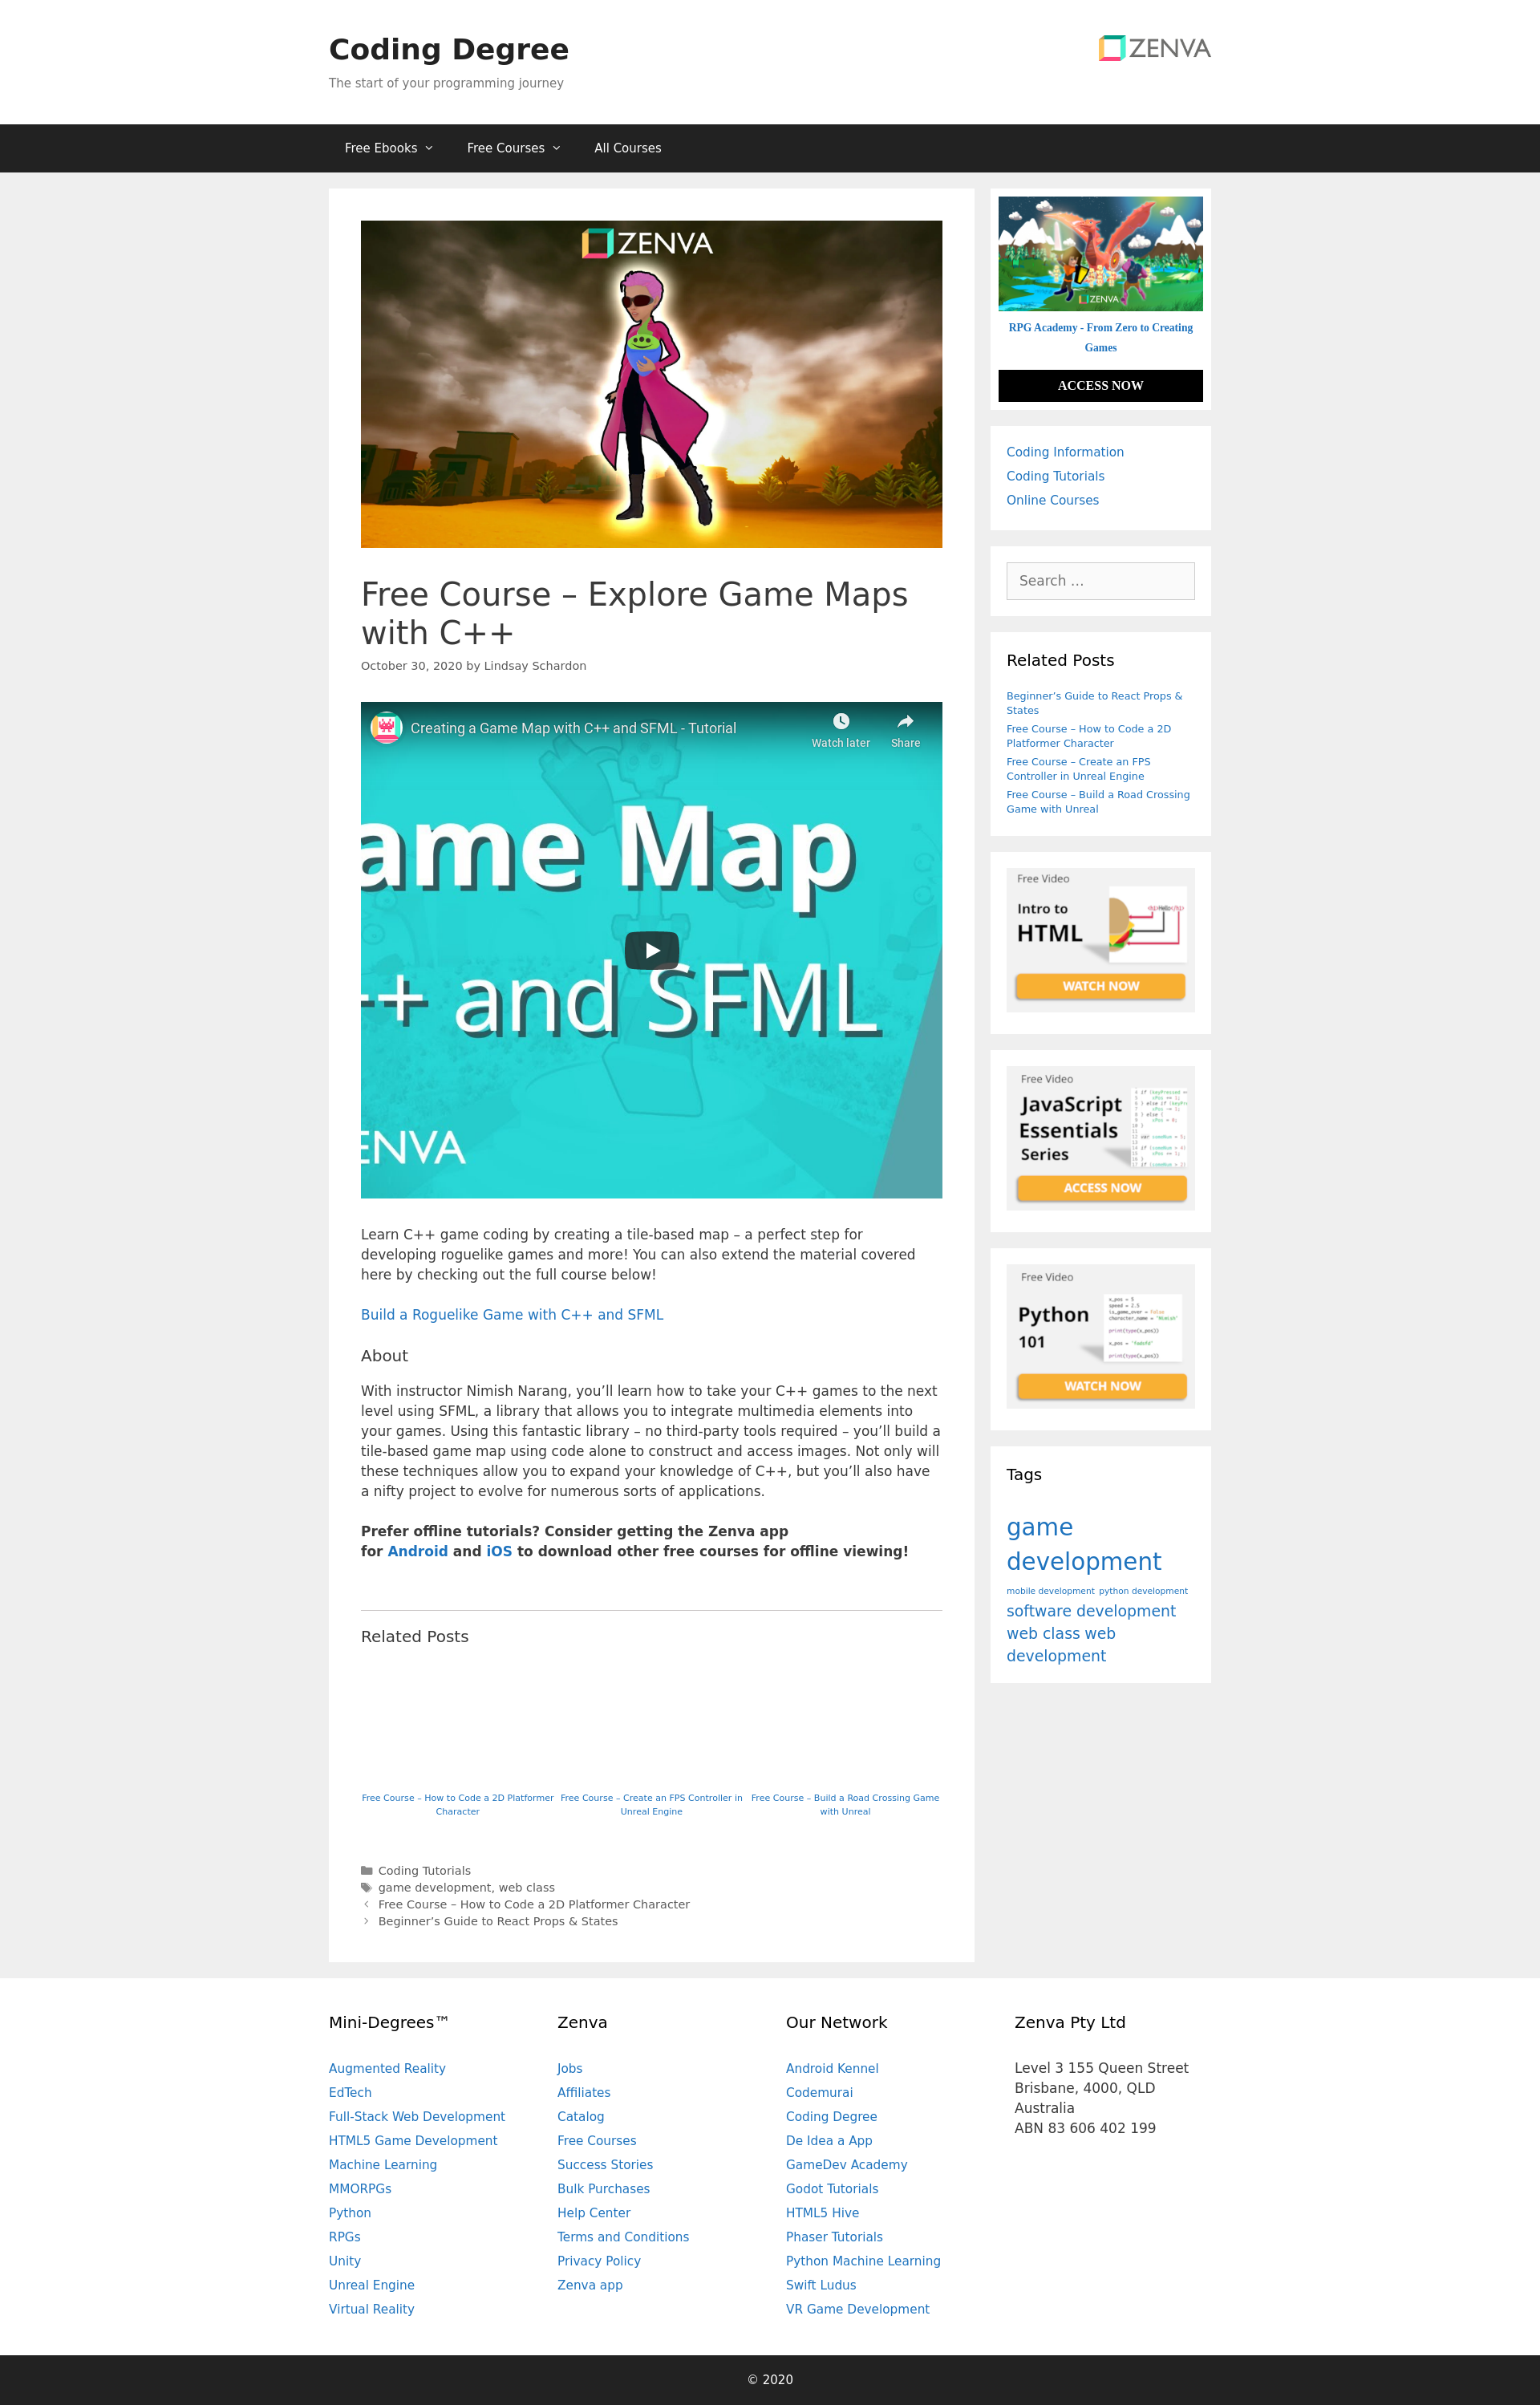 Coding Degree
The start of your programming journey
ZENVA
Free Ebooks
Free Courses
All Courses
ZENVA
Free Course – Explore Game Maps
with C++
October 30, 2020 by Lindsay Schardon
Creating a Game Map with C++ and SFML - Tutorial
Watch later
Share
ame Map
++ and SFML
ENVA
Learn C++ game coding by creating a tile-based map – a perfect step for
developing roguelike games and more! You can also extend the material covered
here by checking out the full course below!
Build a Roguelike Game with C++ and SFML
About
With instructor Nimish Narang, you’ll learn how to take your C++ games to the next
level using SFML, a library that allows you to integrate multimedia elements into
your games. Using this fantastic library – no third-party tools required – you’ll build a
tile-based game map using code alone to construct and access images. Not only will
these techniques allow you to expand your knowledge of C++, but you’ll also have
a nifty project to evolve for numerous sorts of applications.
Prefer offline tutorials? Consider getting the Zenva app
for Android and iOS to download other free courses for offline viewing!
Related Posts
Free Course – How to Code a 2D Platformer
Character
Free Course – Create an FPS Controller in
Unreal Engine
Free Course – Build a Road Crossing Game
with Unreal
Coding Tutorials
game development, web class
Free Course – How to Code a 2D Platformer Character
Beginner’s Guide to React Props & States
ZENVA
RPG Academy - From Zero to Creating
Games
ACCESS NOW
Coding Information
Coding Tutorials
Online Courses
Search …
Related Posts
Beginner’s Guide to React Props &
States
Free Course – How to Code a 2D
Platformer Character
Free Course – Create an FPS
Controller in Unreal Engine
Free Course – Build a Road Crossing
Game with Unreal
Free Video
Intro to
HTML
WATCH NOW
Free Video
JavaScript
Essentials
Series
ACCESS NOW
Free Video
Python
101
x_pos = 5
speed = 2.5
is_game_over = False
print(type(x_pos))
print(type(x_pos))
WATCH NOW
Tags
game
development
mobile development python development
software development
web class web
development
Mini-Degrees™
Augmented Reality
EdTech
Full-Stack Web Development
HTML5 Game Development
Machine Learning
MMORPGs
Python
RPGs
Unity
Unreal Engine
Virtual Reality
Zenva
Jobs
Affiliates
Catalog
Free Courses
Success Stories
Bulk Purchases
Help Center
Terms and Conditions
Privacy Policy
Zenva app
Our Network
Android Kennel
Codemurai
Coding Degree
De Idea a App
GameDev Academy
Godot Tutorials
HTML5 Hive
Phaser Tutorials
Python Machine Learning
Swift Ludus
VR Game Development
Zenva Pty Ltd
Level 3 155 Queen Street
Brisbane, 4000, QLD
Australia
ABN 83 606 402 199
© 2020